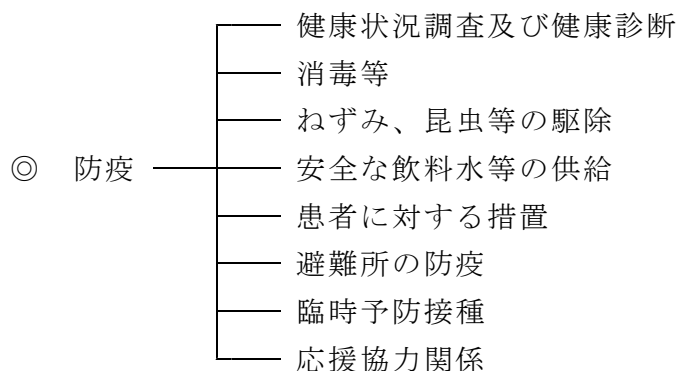 健康状況調査及び健康診断
消毒等
ねずみ、昆虫等の駆除
◎ 防疫 安全な飲料水等の供給
患者に対する措置
避難所の防疫
臨時予防接種
応援協力関係